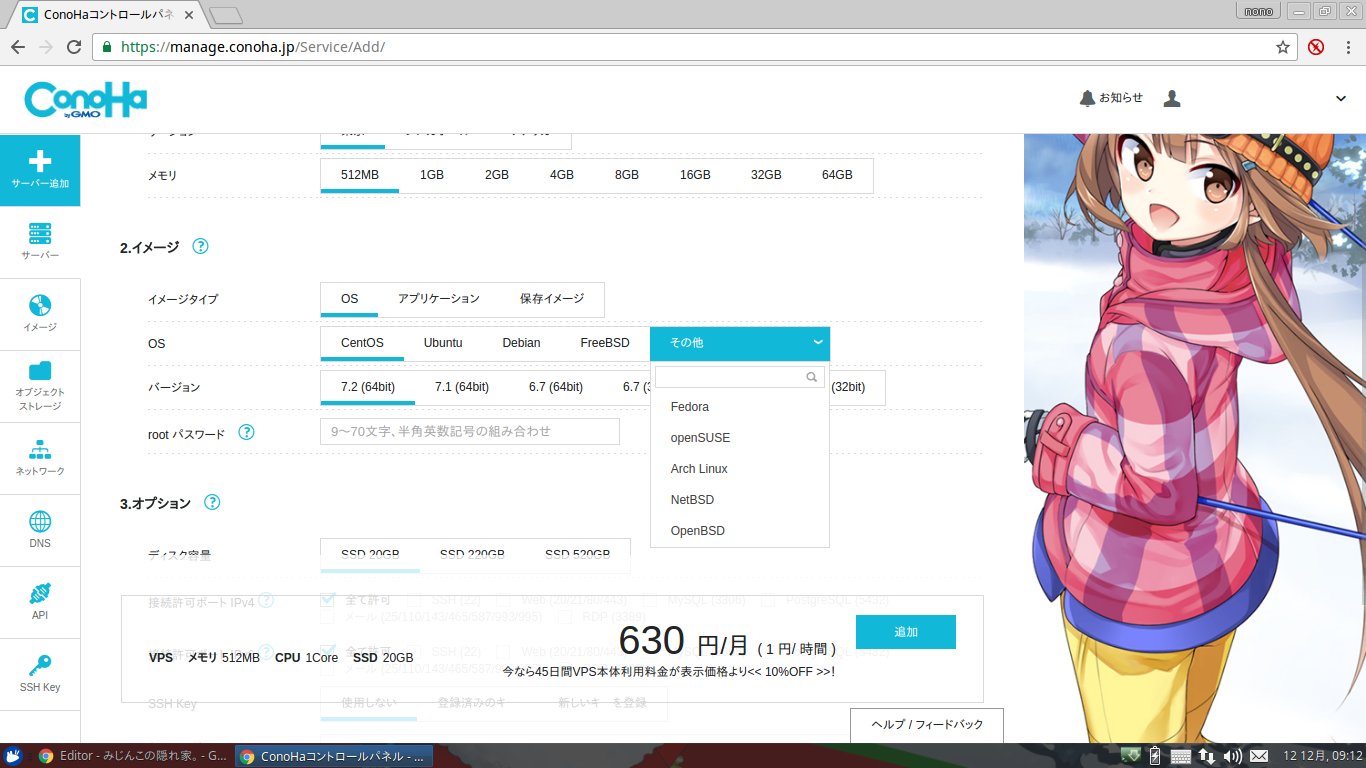 ConoHaコントロールパネ
nono
https://manage.conoha.jp/Service/Add/
ConoHa
by GMO
お知らせ
サーバー追加
サーバー
イメージ
オブジェクト
ストレージ
ネットワーク
DNS
API
SSH Key
メモリ 512MB 1GB 2GB 4GB 8GB 16GB 32GB 64GB
2.イメージ ?
イメージタイプ OS アプリケーション 保存イメージ
OS CentOS Ubuntu Debian FreeBSD その他
バージョン 7.2 (64bit) 7.1 (64bit) 6.7 (64bit) 6.7 (3 (32bit)
root パスワード ? 9～70文字、半角英数記号の組み合わせ
Fedora
openSUSE
Arch Linux
NetBSD
OpenBSD
3.オプション ?
ディスク容量 SSD 20GB SSD 220GB SSD 520GB
接続許可ポート IPv4 ? 全て許可 SSH (22) Web (20/21/80/443) MySQL (3306) PostgreSQL (5432)
メール (25/110/143/465/587/993/995) RDP (3389)
全て許可 SSH (22)
VPS メモリ 512MB CPU 1Core SSD 20GB
630 円/月 ( 1 円/ 時間 )
今なら45日間VPS本体利用料金が表示価格より<< 10%OFF >>!
追加
SSH Key 使用しない 登録済みのキ 新しいキー を登録
ヘルプ / フィードバック
Editor - みじんこの隠れ家。 - G...
ConoHaコントロールパネル - ...
12 12月, 09:12